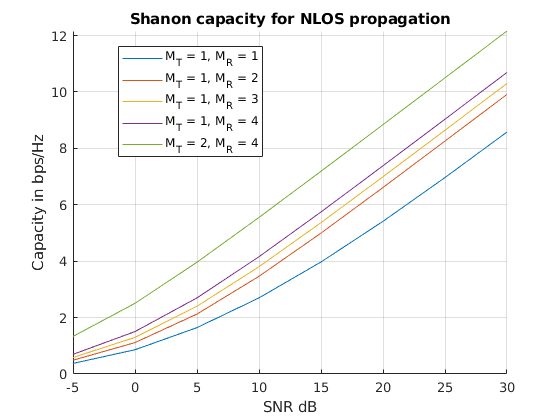 Shanon capacity for NLOS propagation
12
10
8
6
4
2
0
Capacity in bps/Hz
M_T = 1, M_R = 1
M_T = 1, M_R = 2
M_T = 1, M_R = 3
M_T = 1, M_R = 4
M_T = 2, M_R = 4
-5 0 5 10 15 20 25 30
SNR dB